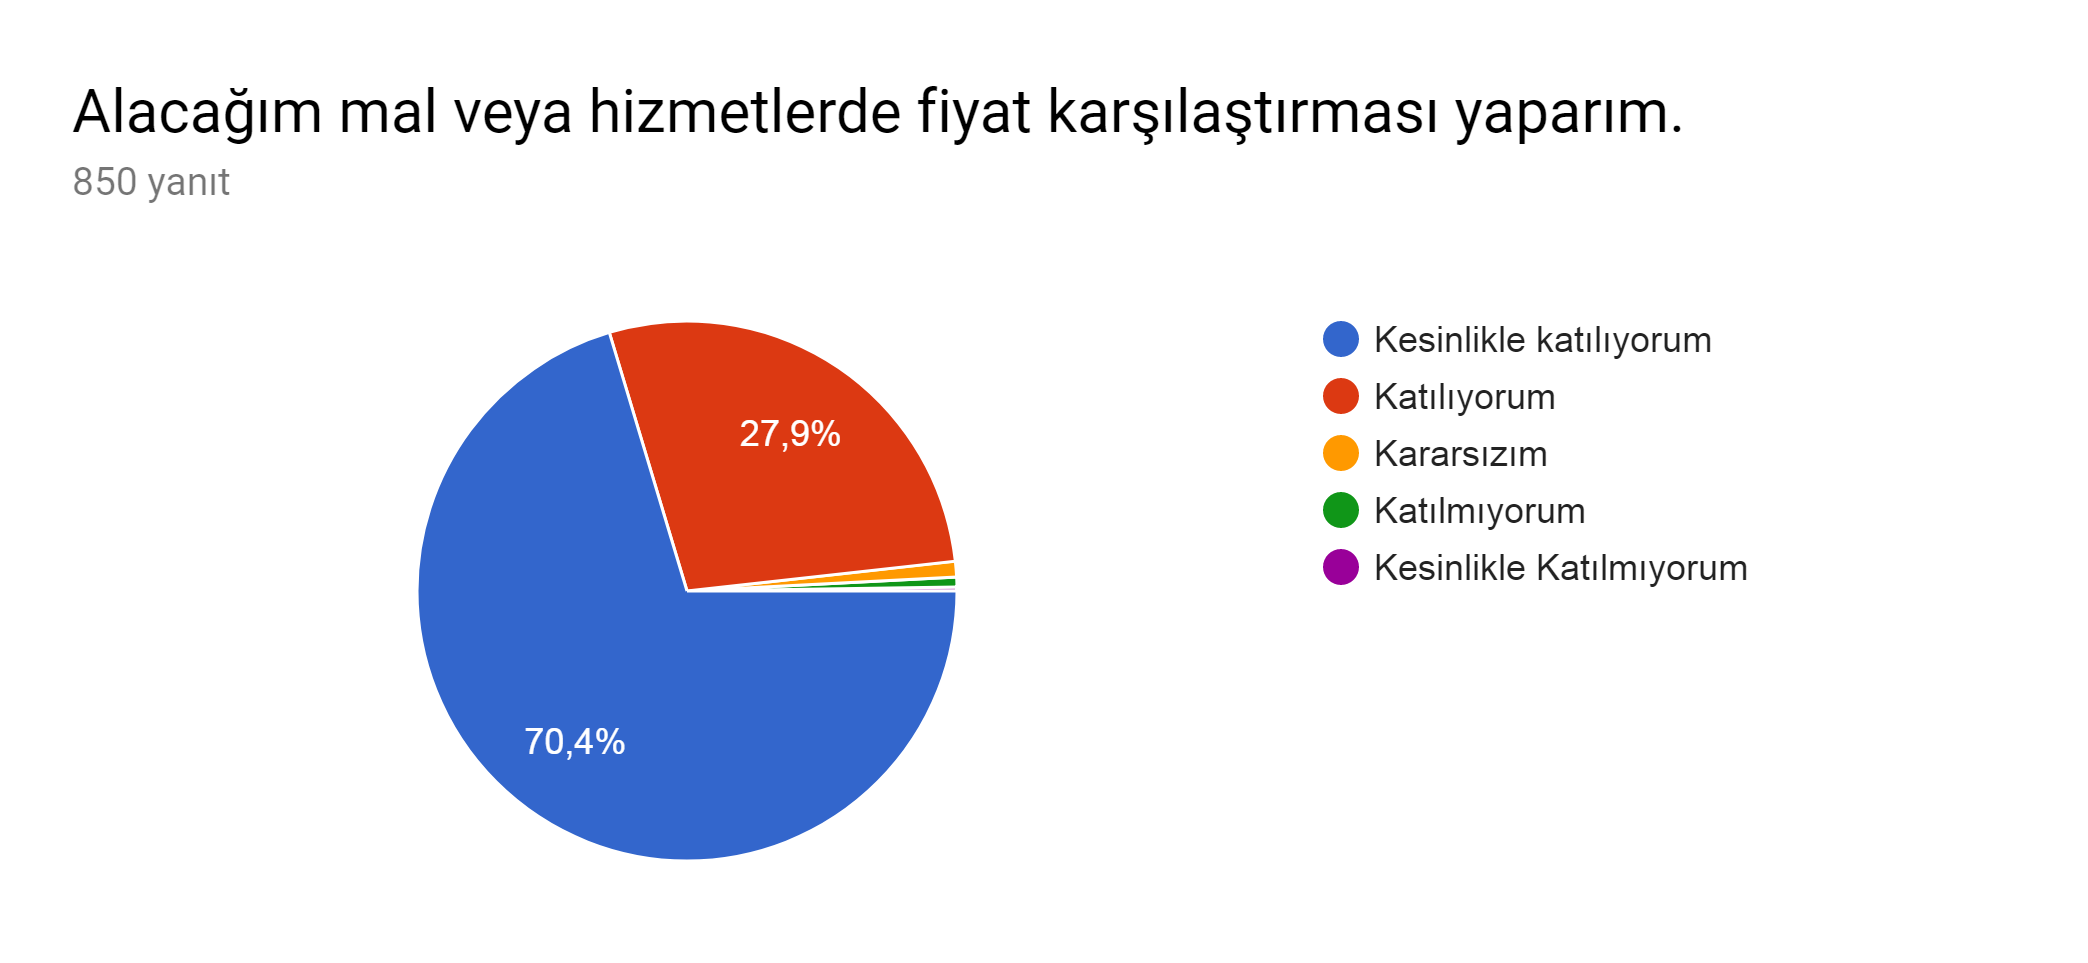 Alacağım mal veya hizmetlerde fiyat karşılaştırması yaparım.
850 yanıt
27,9%
70,4%
Kesinlikle katılıyorum
Katılıyorum
Kararsızım
Katılmıyorum
Kesinlikle Katılmıyorum